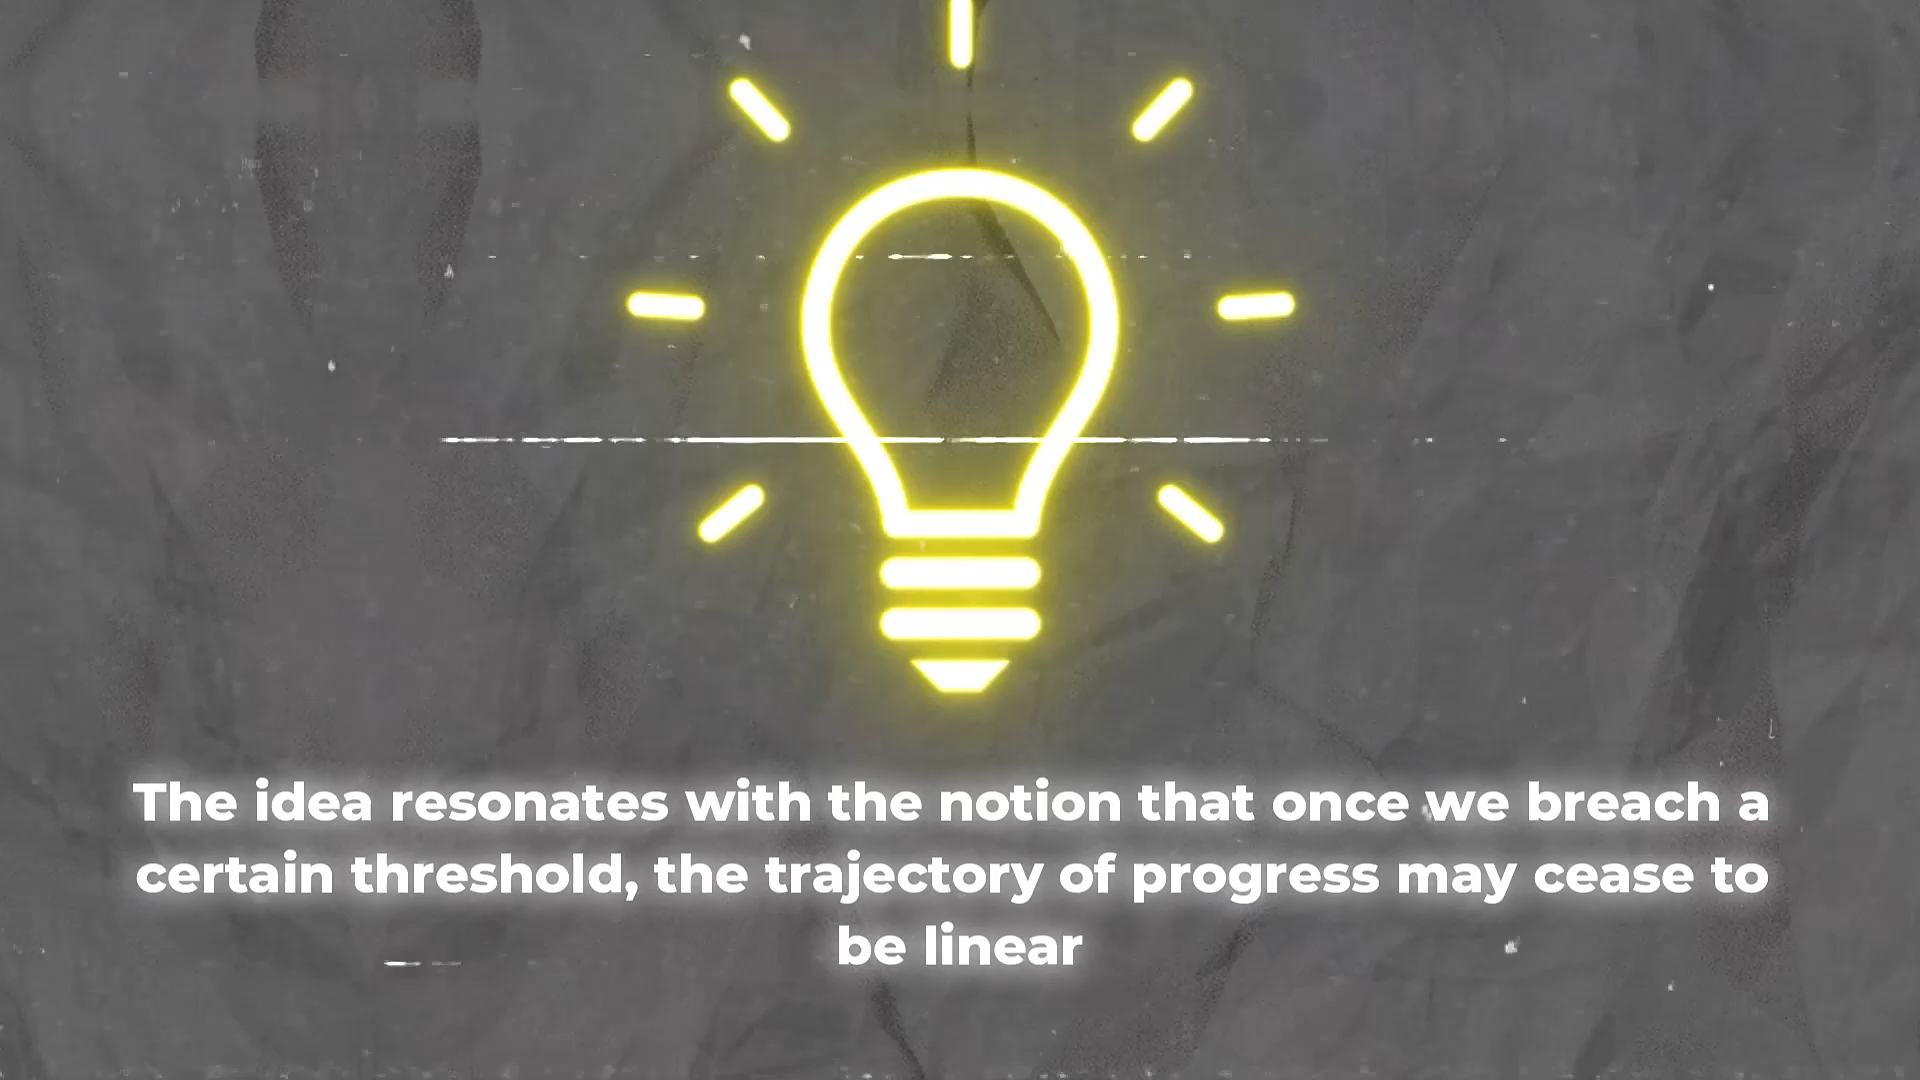 The idea resonates with the notion that once we breach a
certain threshold, the trajectory of progress may cease to
be linear